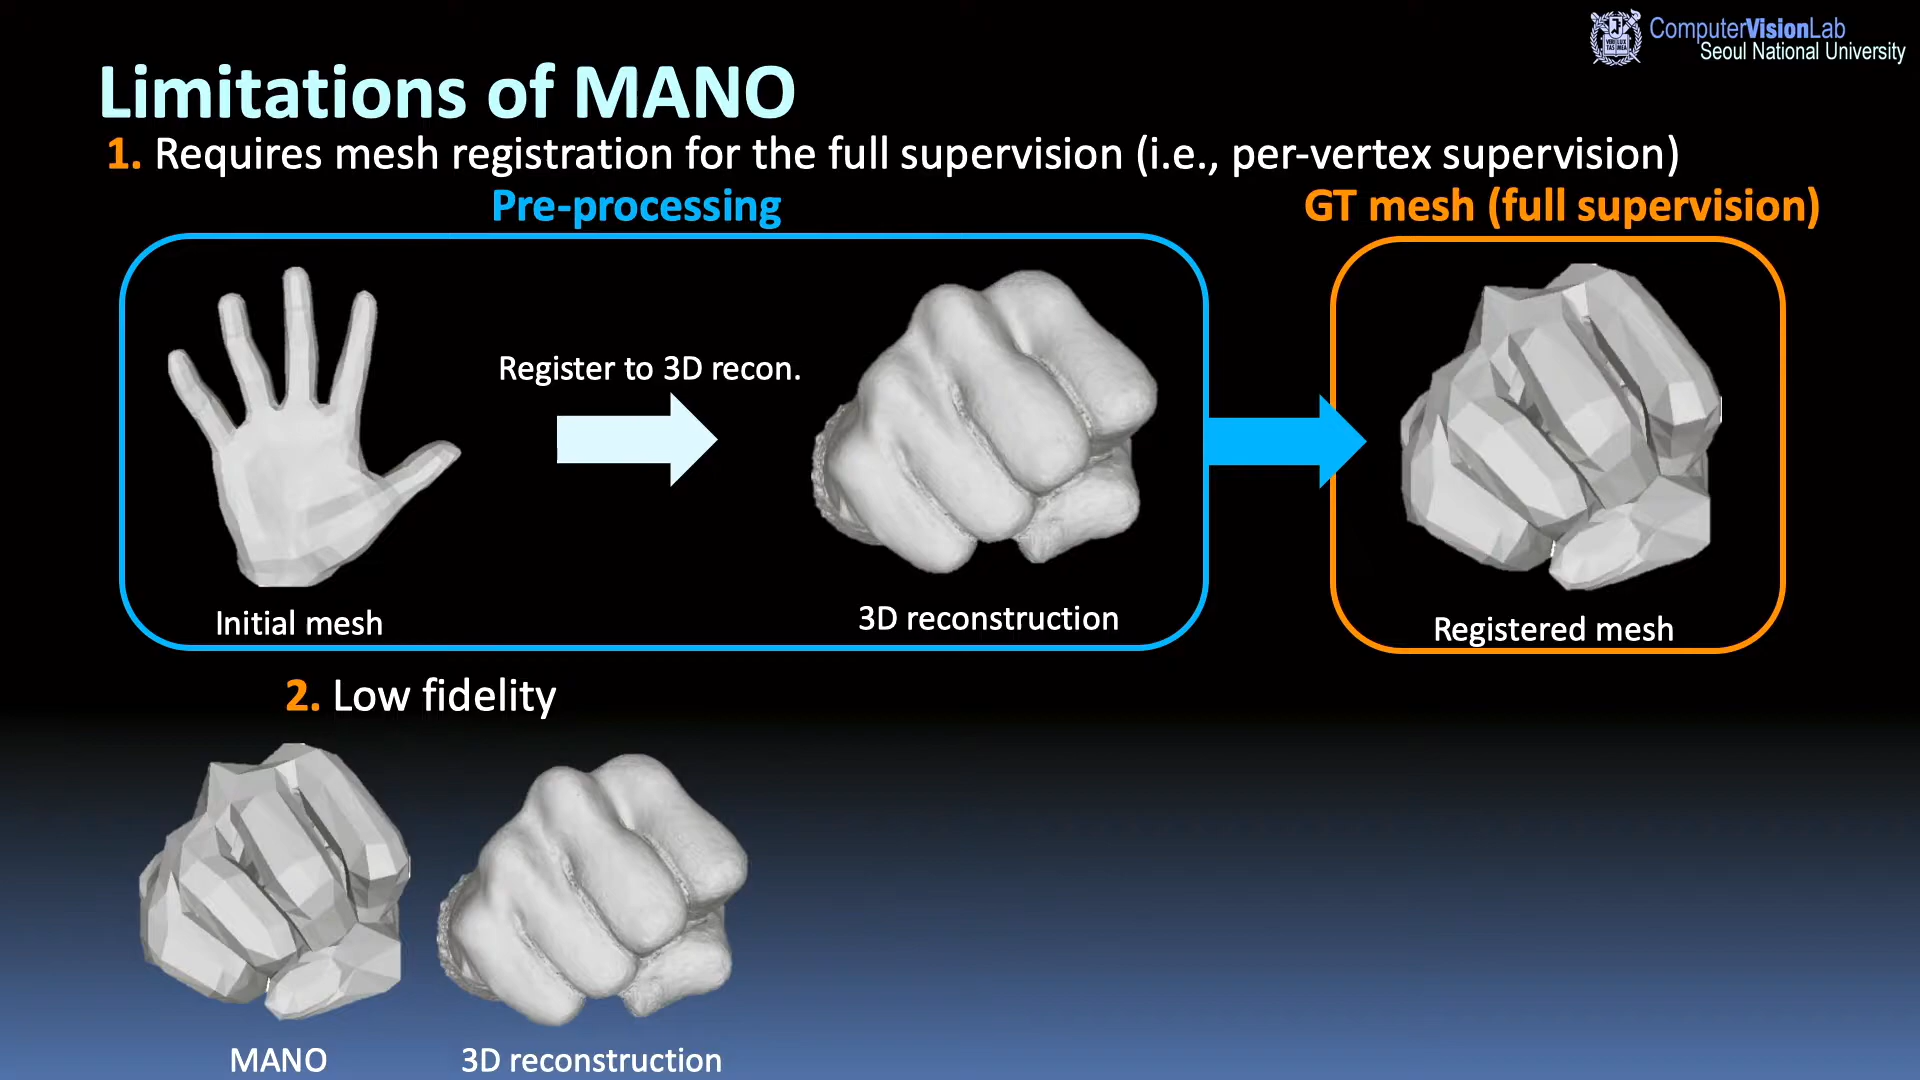 ComputerVisionLab
Seoul National University
Limitations of MANO
1. Requires mesh registration for the full supervision (i.e., per-vertex supervision)
Pre-processing
GT mesh (full supervision)
Register to 3D recon.
Initial mesh
3D reconstruction
Registered mesh
2. Low fidelity
MANO
3D reconstruction